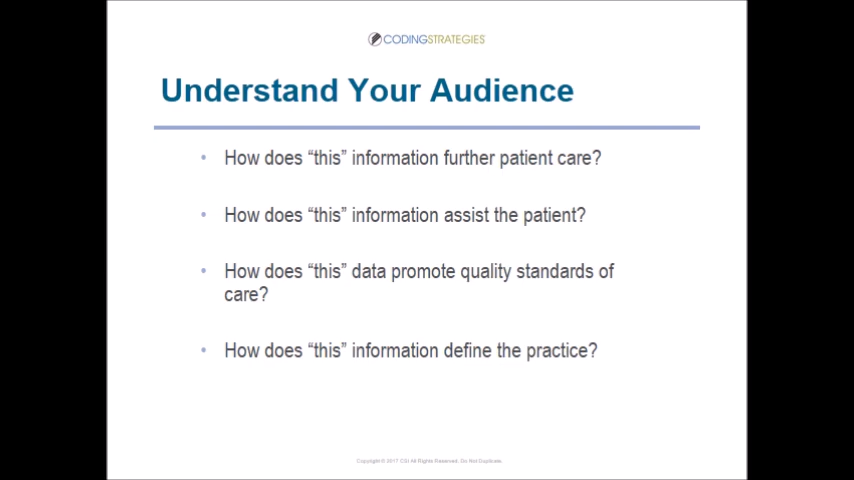 CODINGSTRATEGIES
Understand Your Audience
• How does “this” information further patient care?
• How does “this” information assist the patient?
• How does “this” data promote quality standards of
care?
• How does “this” information define the practice?
Copyright © 2017 CSI All Rights Reserved. Do Not Duplicate.